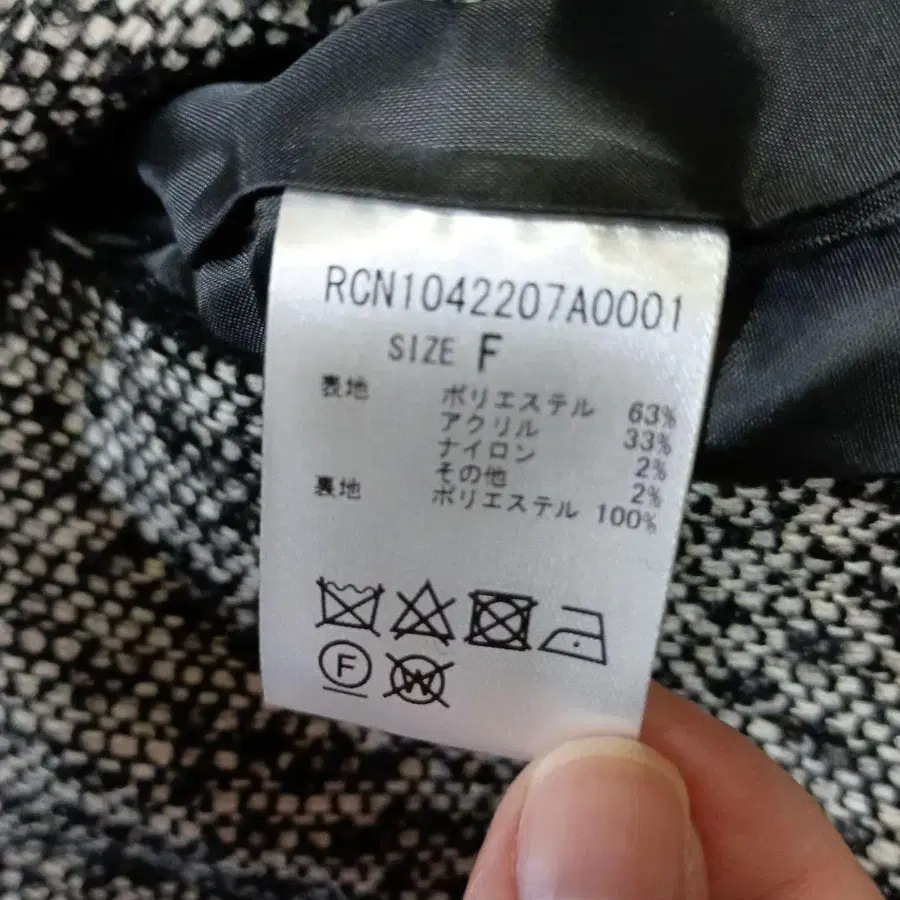 RCN1042207A0001
SIZE F
表地 ポリエステル 63%
アクリル 33%
ナイロン 2%
その他 2%
裏地 ポリエステル 100%
F W